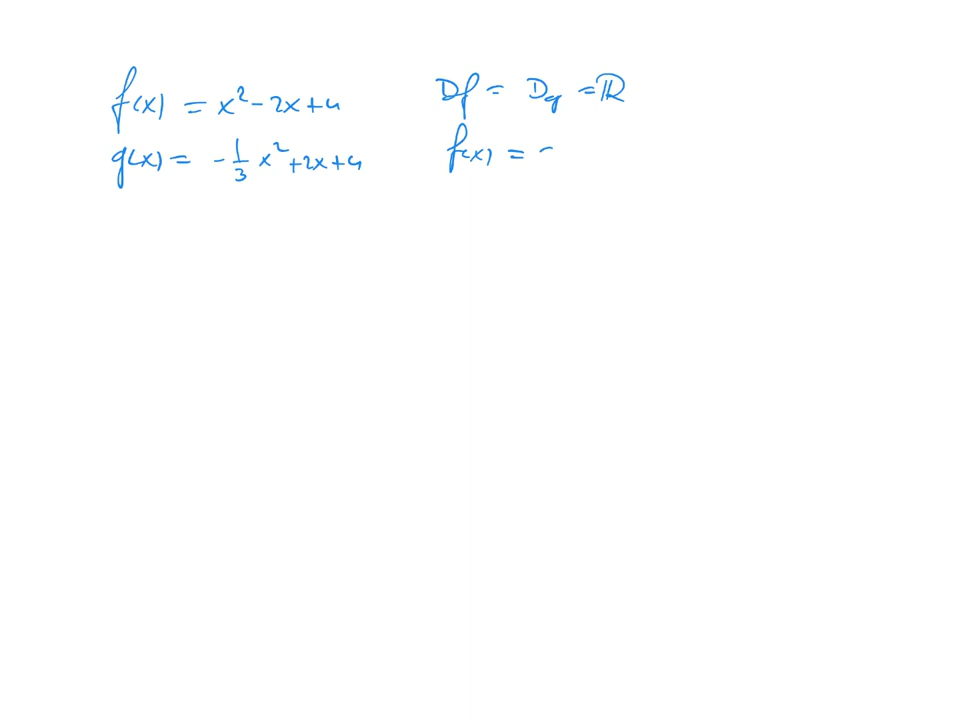 f(x) = x² - 2x + 4
g(x) = - 1/3 x² + 2x + 4
Df = Dg = ℝ
f(x) = -